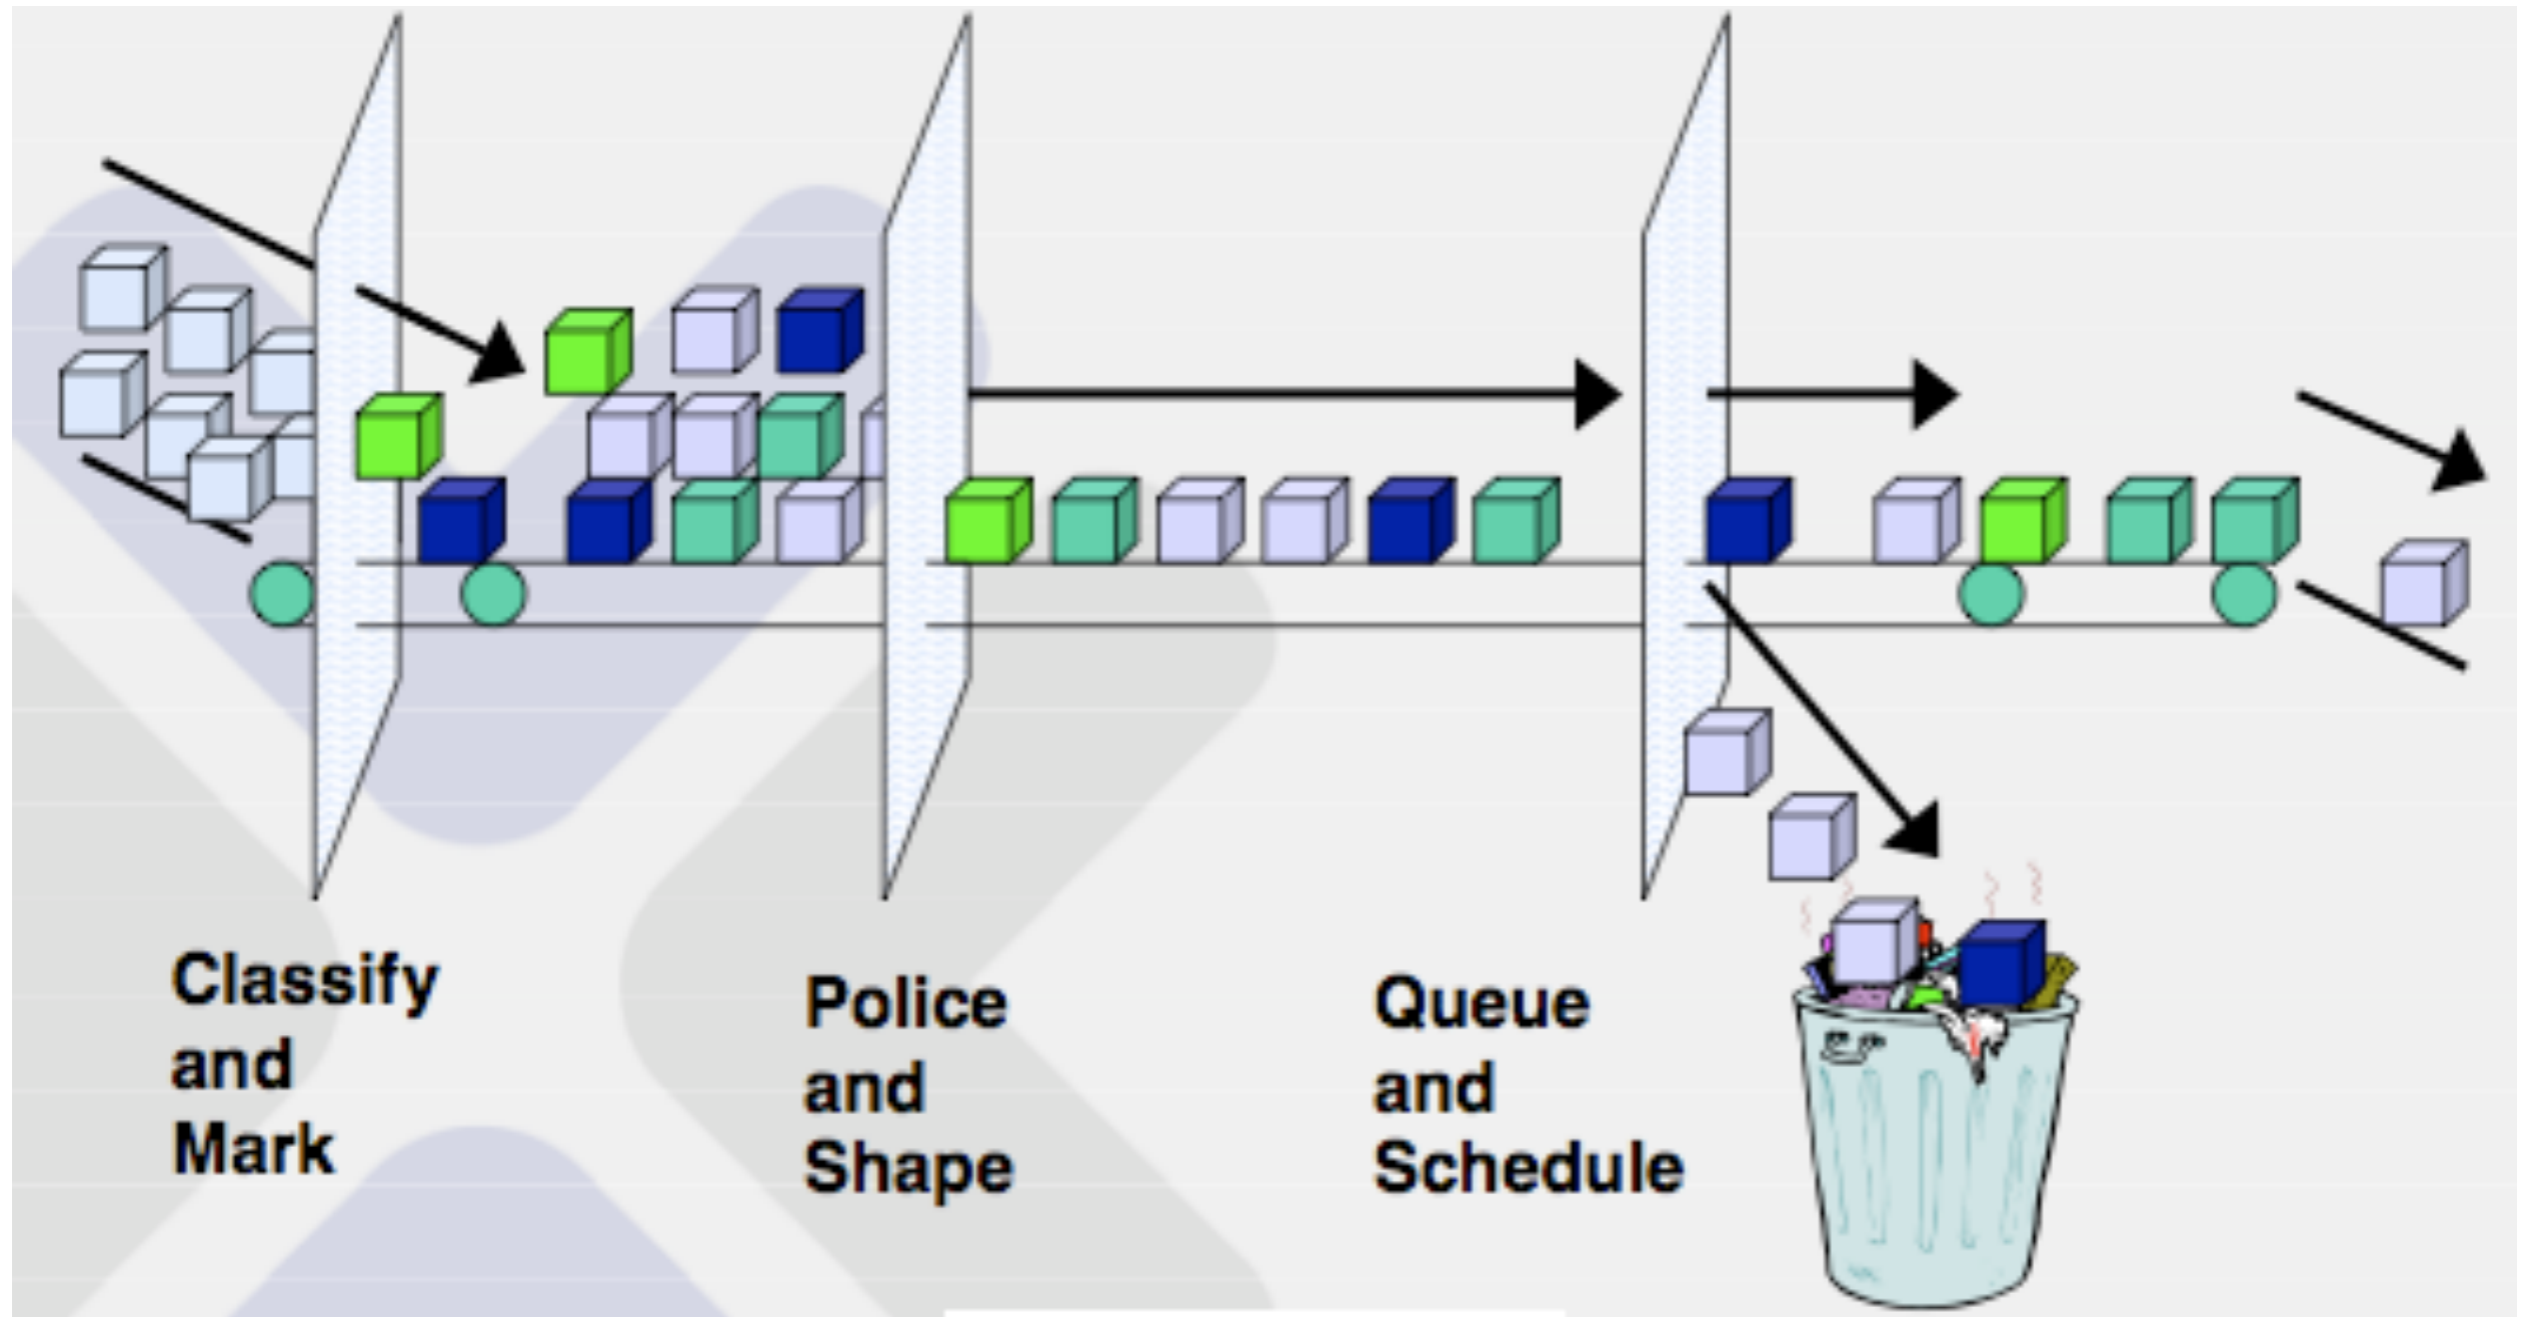 Classify
and
Mark
Police
and
Shape
Queue
and
Schedule